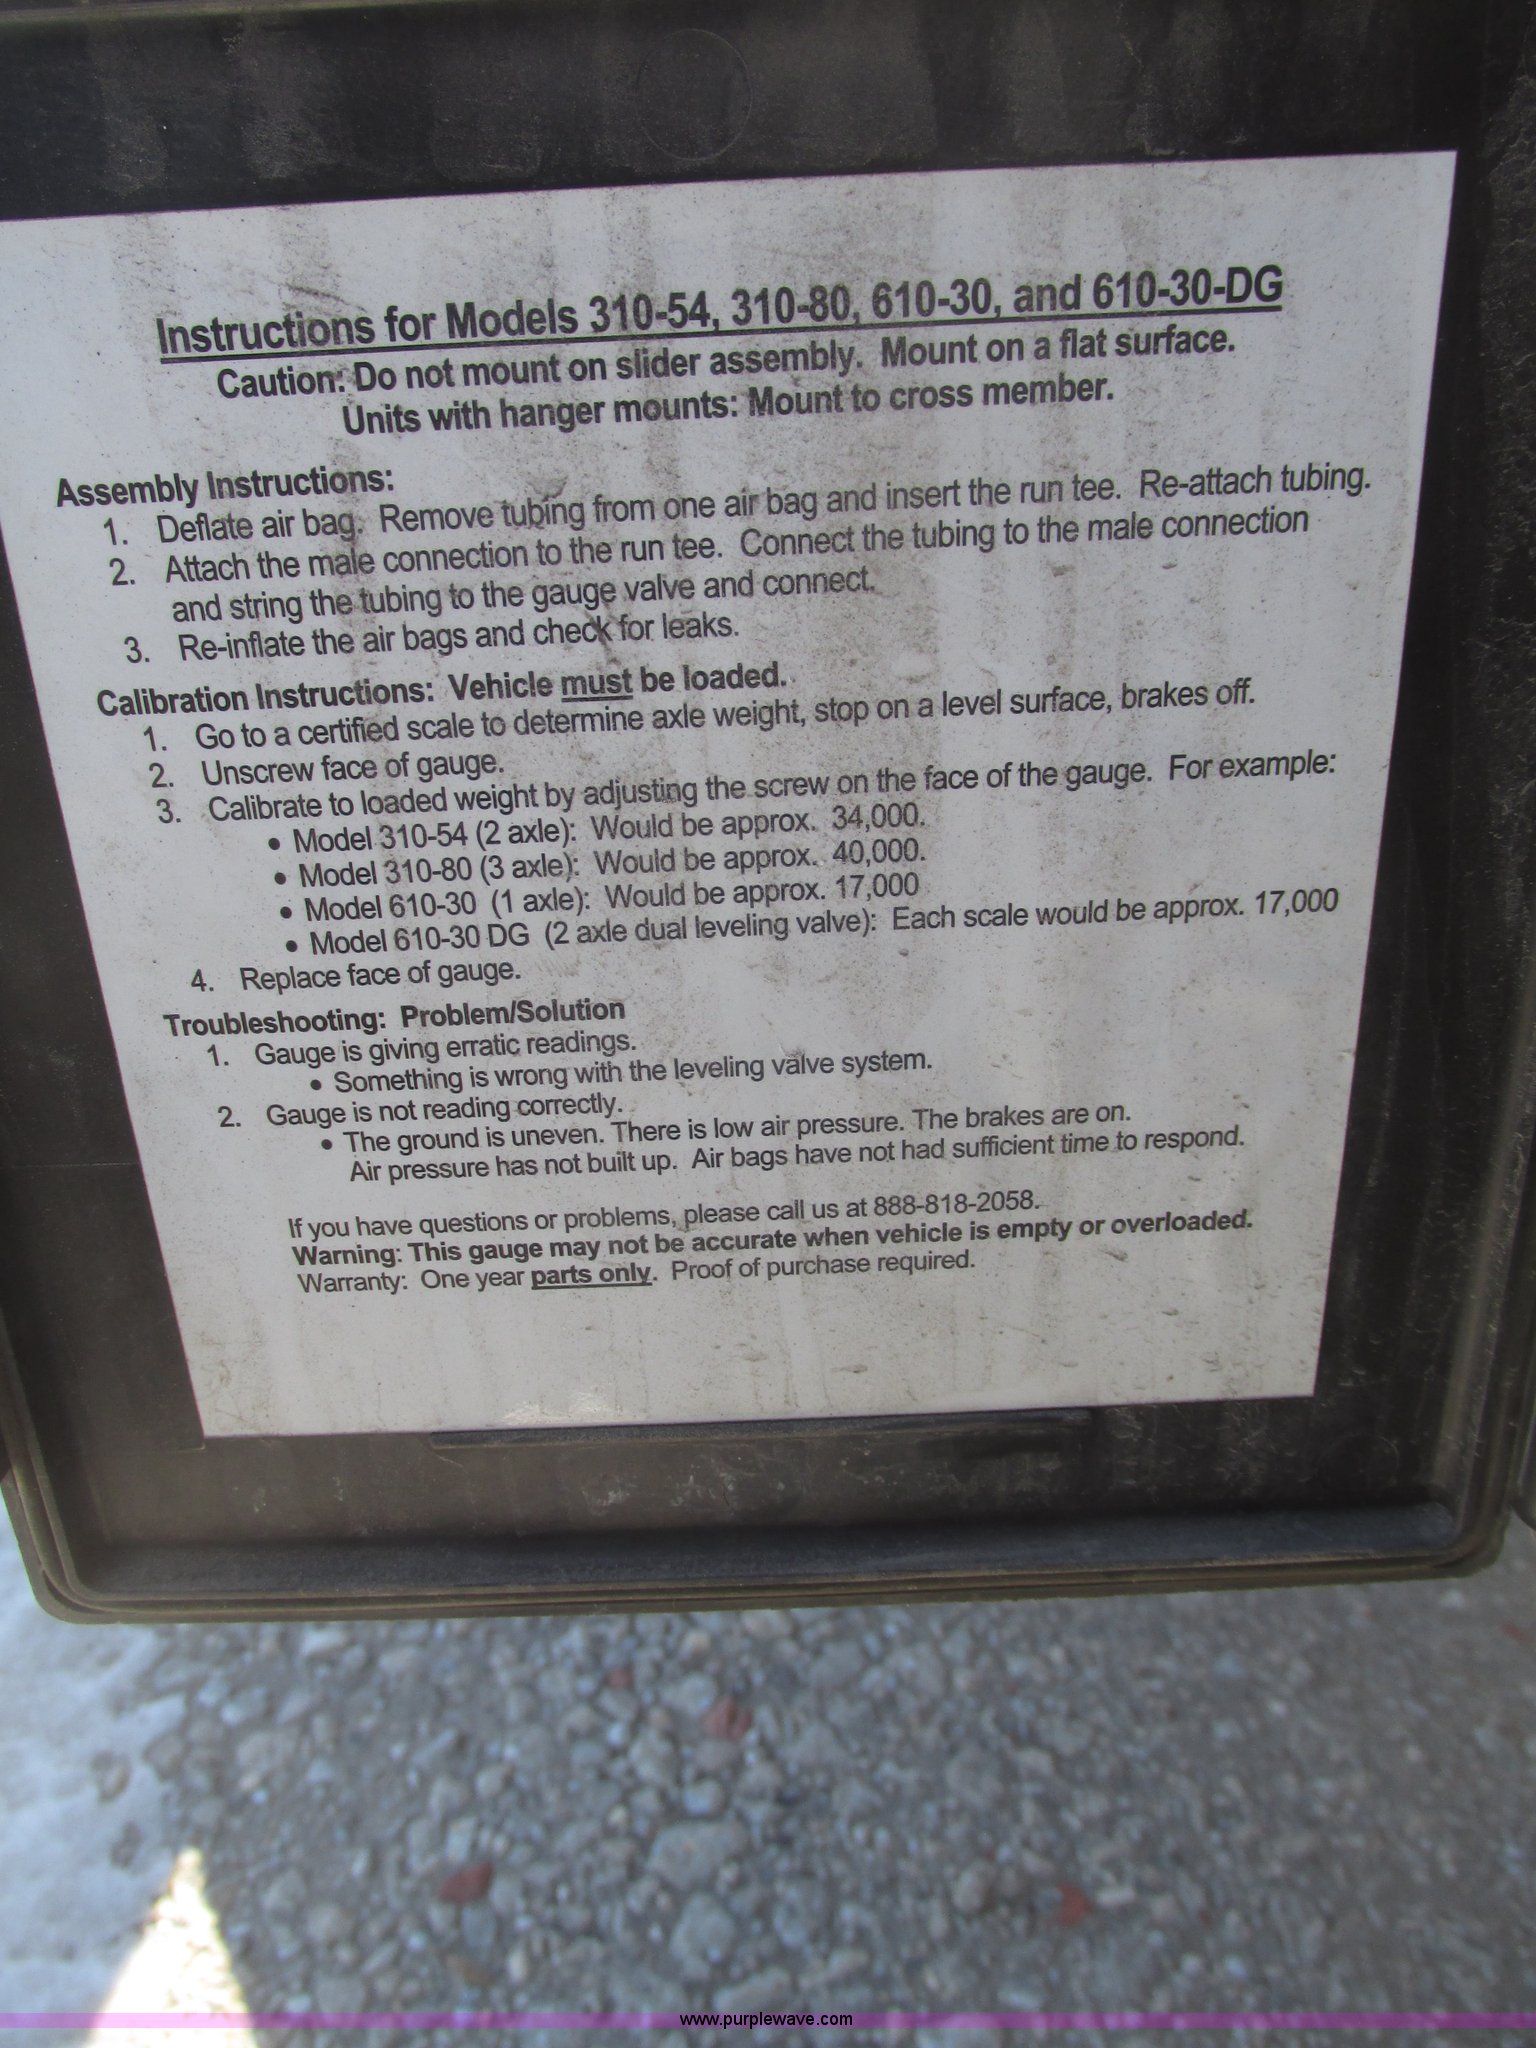 Instructions for Models 310-54, 310-80, 610-30, and 610-30-DG
Caution: Do not mount on slider assembly. Mount on a flat surface.
Units with hanger mounts: Mount to cross member.
Assembly Instructions:
1. Deflate air bag. Remove tubing from one air bag and insert the run tee. Re-attach tubing.
2. Attach the male connection to the run tee. Connect the tubing to the male connection
and string the tubing to the gauge valve and connect.
3. Re-inflate the air bags and check for leaks.
Calibration Instructions: Vehicle must be loaded.
1. Go to a certified scale to determine axle weight, stop on a level surface, brakes off.
2. Unscrew face of gauge.
3. Calibrate to loaded weight by adjusting the screw on the face of the gauge. For example:
• Model 310-54 (2 axle): Would be approx. 34,000.
• Model 310-80 (3 axle): Would be approx. 40,000.
• Model 610-30 (1 axle): Would be approx. 17,000
• Model 610-30 DG (2 axle dual leveling valve): Each scale would be approx. 17,000
4. Replace face of gauge.
Troubleshooting: Problem/Solution
1. Gauge is giving erratic readings.
• Something is wrong with the leveling valve system.
2. Gauge is not reading correctly.
• The ground is uneven. There is low air pressure. The brakes are on.
Air pressure has not built up. Air bags have not had sufficient time to respond.
If you have questions or problems, please call us at 888-818-2058.
Warning: This gauge may not be accurate when vehicle is empty or overloaded.
Warranty: One year parts only. Proof of purchase required.
www.purplewave.com